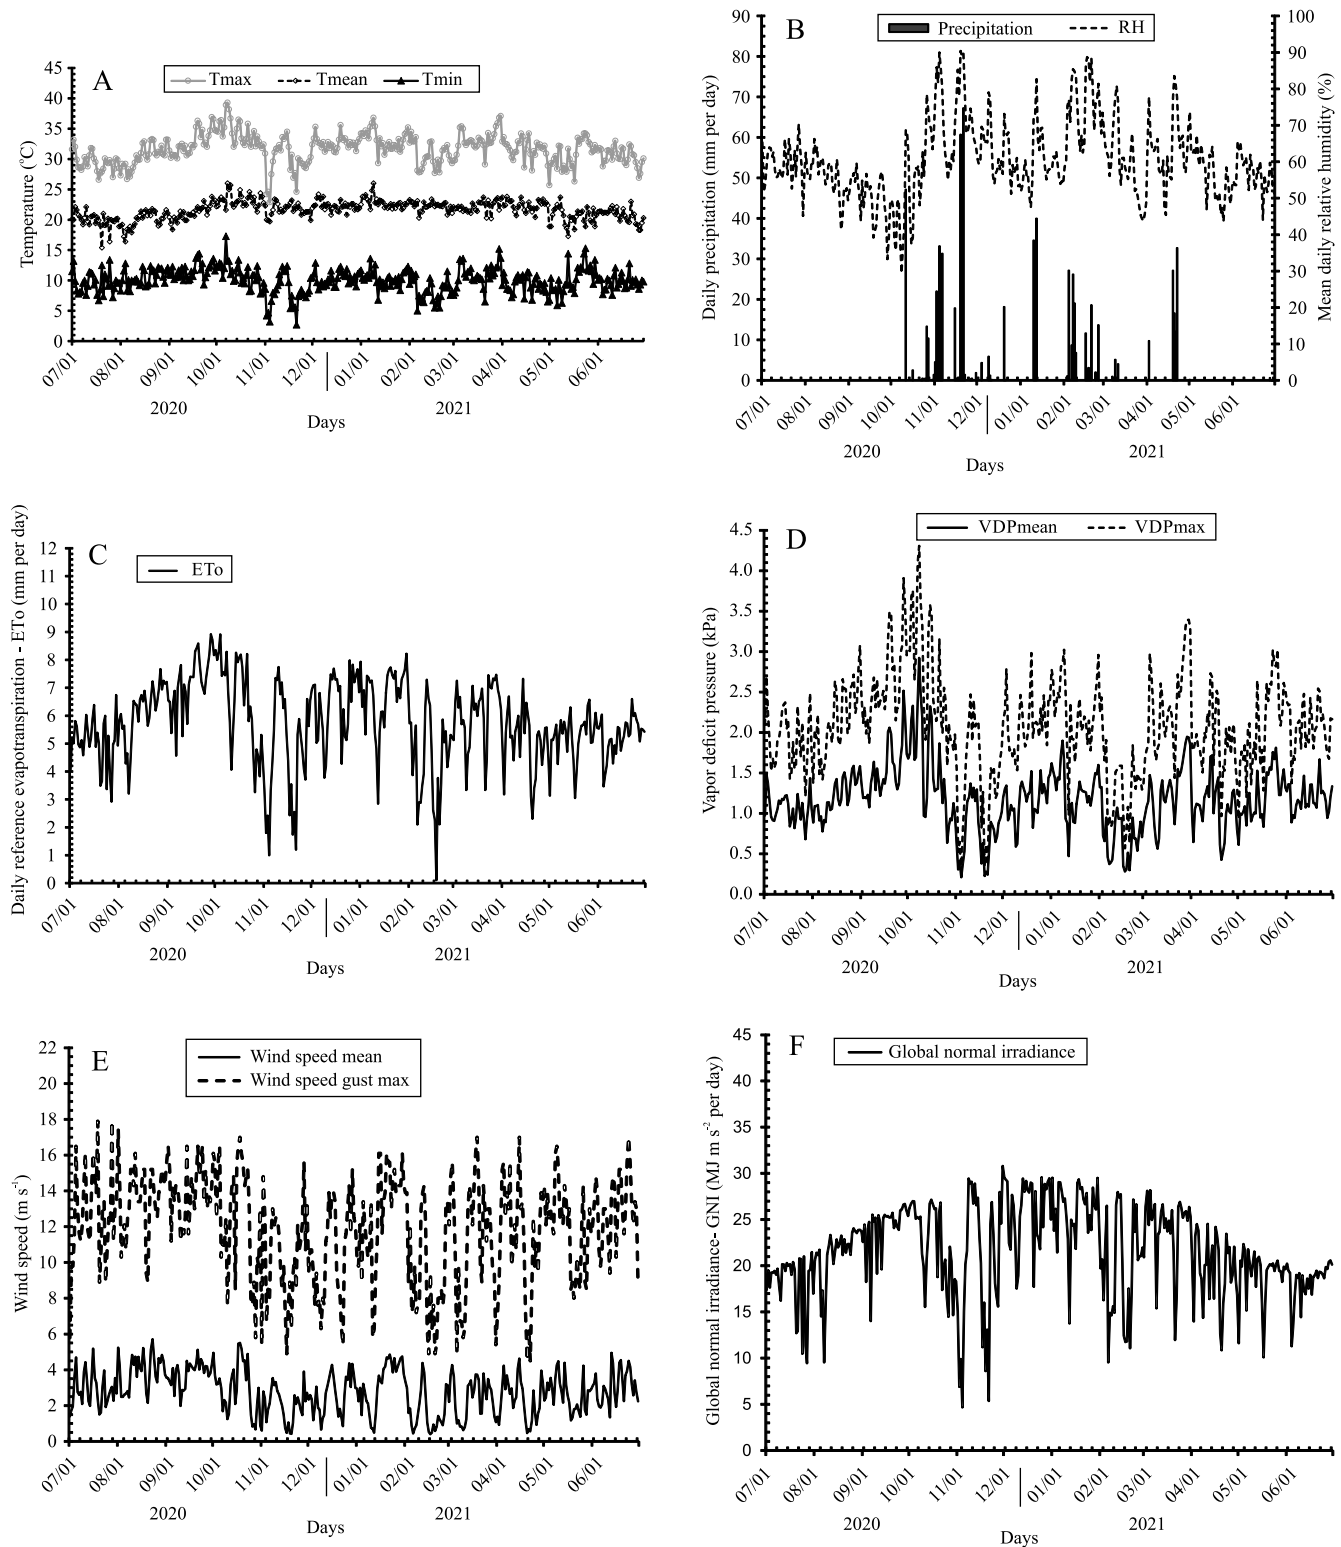 A
Tmax Tmean Tmin
Temperature (°C)
45
40
35
30
25
20
15
10
5
0
07/01 08/01 09/01 10/01 11/01 12/01 01/01 02/01 03/01 04/01 05/01 06/01
2020 2021
Days
B
Precipitation RH
Daily precipitation (mm per day)
90
80
70
60
50
40
30
20
10
0
Mean daily relative humidity (%)
100
90
80
70
60
50
40
30
20
10
0
07/01 08/01 09/01 10/01 11/01 12/01 01/01 02/01 03/01 04/01 05/01 06/01
2020 2021
Days
C
ETo
Daily reference evapotranspiration - ETo (mm per day)
12
11
10
9
8
7
6
5
4
3
2
1
0
07/01 08/01 09/01 10/01 11/01 12/01 01/01 02/01 03/01 04/01 05/01 06/01
2020 2021
Days
D
VDPmean VDPmax
Vapor deficit pressure (kPa)
4.5
4.0
3.5
3.0
2.5
2.0
1.5
1.0
0.5
0.0
07/01 08/01 09/01 10/01 11/01 12/01 01/01 02/01 03/01 04/01 05/01 06/01
2020 2021
Days
E
Wind speed mean
Wind speed gust max
Wind speed (m s⁻¹)
22
20
18
16
14
12
10
8
6
4
2
0
07/01 08/01 09/01 10/01 11/01 12/01 01/01 02/01 03/01 04/01 05/01 06/01
2020 2021
Days
F
Global normal irradiance
Global normal irradiance- GNI (MJ m s⁻² per day)
45
40
35
30
25
20
15
10
5
0
07/01 08/01 09/01 10/01 11/01 12/01 01/01 02/01 03/01 04/01 05/01 06/01
2020 2021
Days